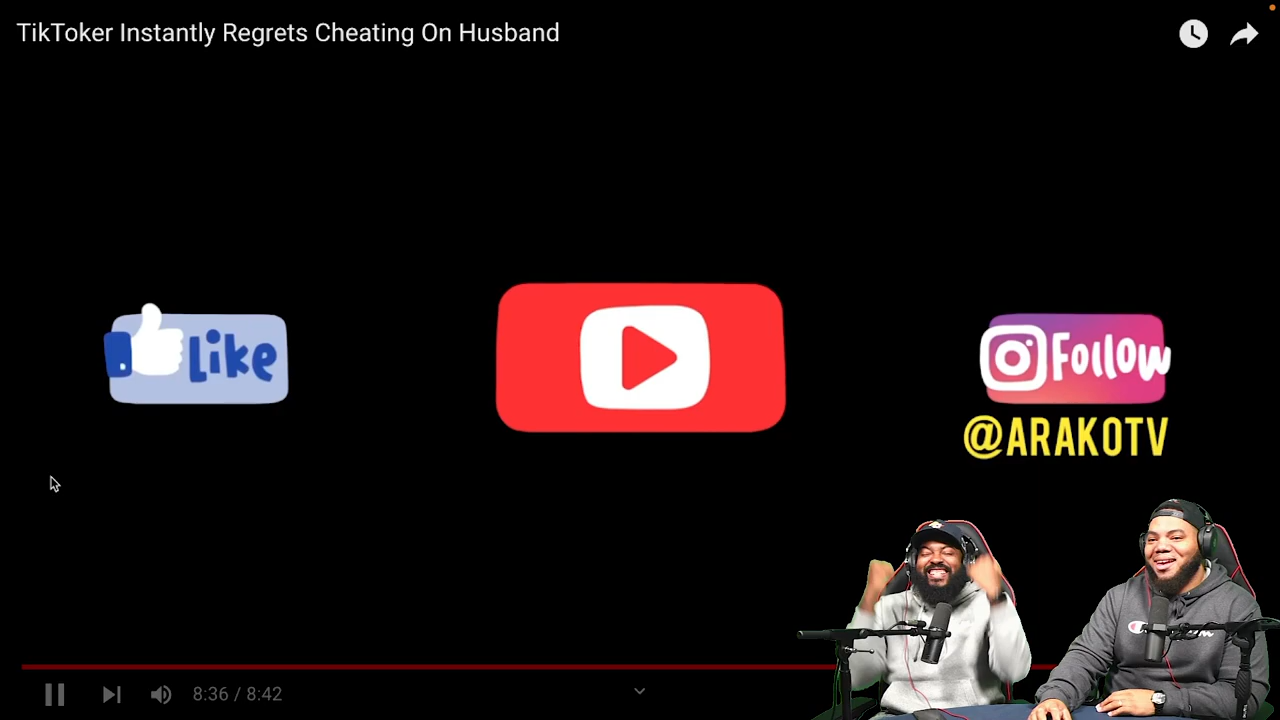 TikToker Instantly Regrets Cheating On Husband
Like
Follow
@ARAKOTV
8:36 / 8:42